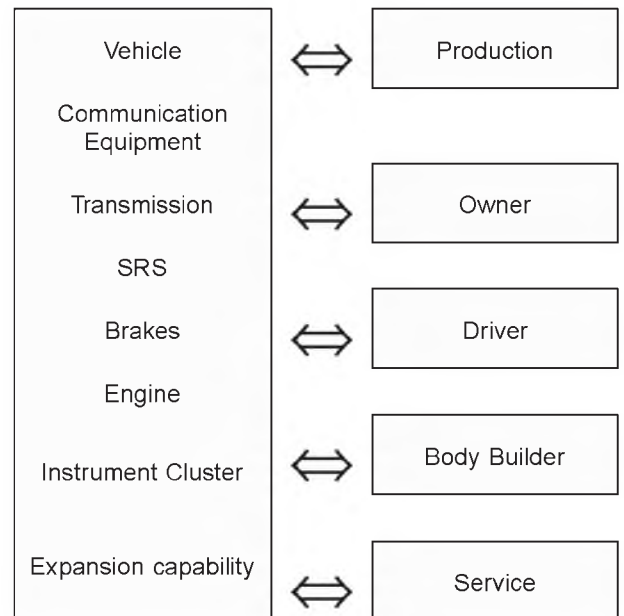 Vehicle
Communication
Equipment
Transmission
SRS
Brakes
Engine
Instrument Cluster
Expansion capability
Production
Owner
Driver
Body Builder
Service